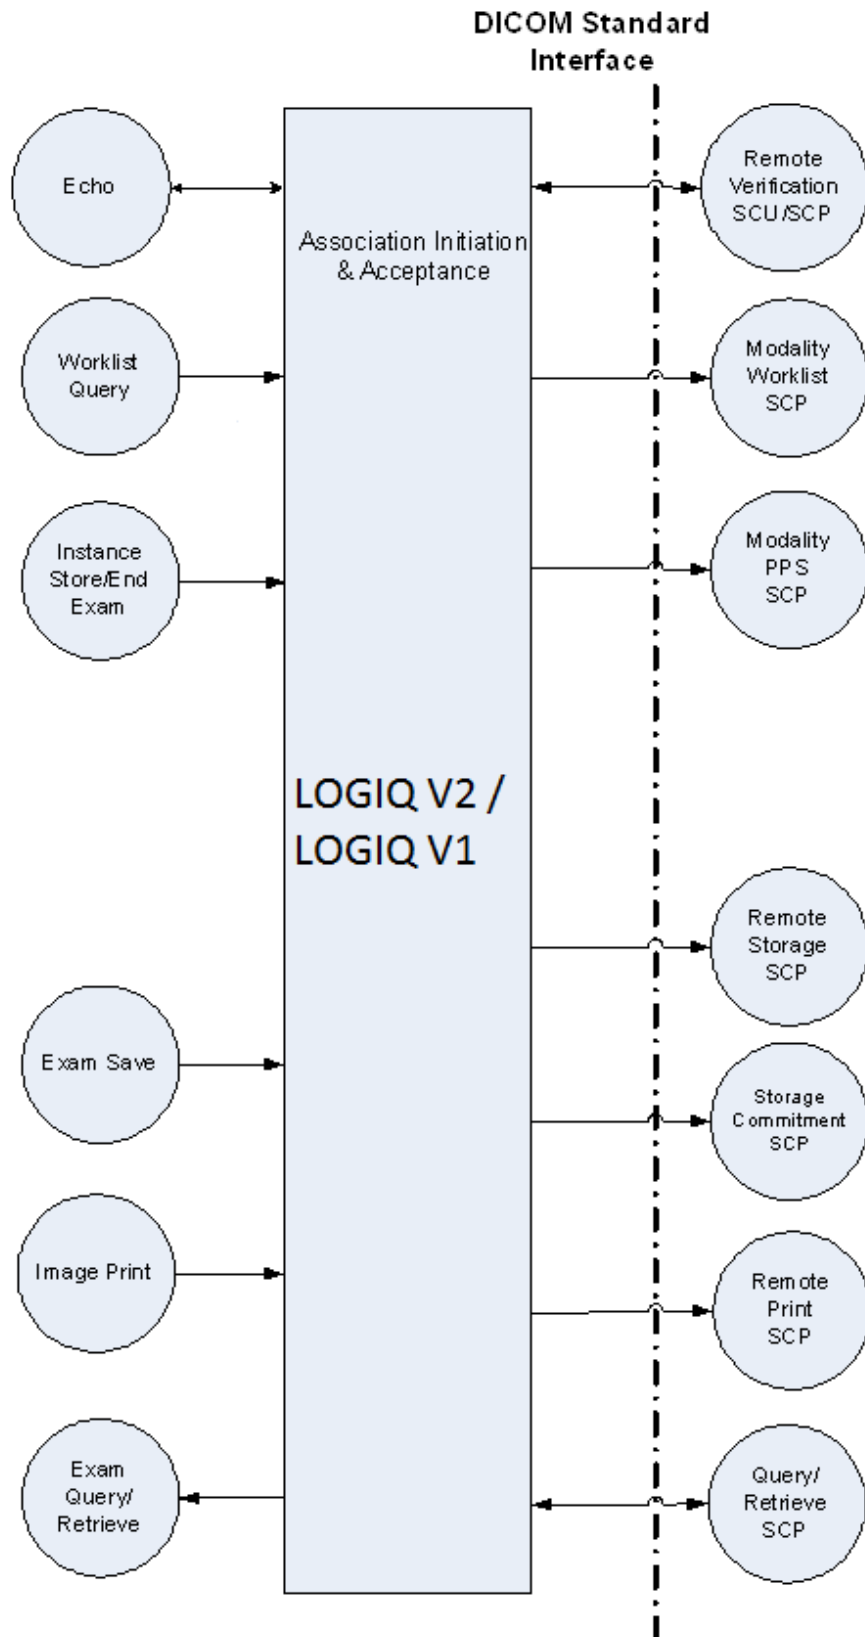 DICOM Standard
Interface
Echo
Remote
Verification
SCU/SCP
Association Initiation
& Acceptance
Worklist
Query
Modality
Worklist
SCP
Instance
Store/End
Exam
Modality
PPS
SCP
LOGIQ V2 /
LOGIQ V1
Remote
Storage
SCP
Exam Save
Storage
Commitment
SCP
Image Print
Remote
Print
SCP
Exam
Query/
Retrieve
Query/
Retrieve
SCP